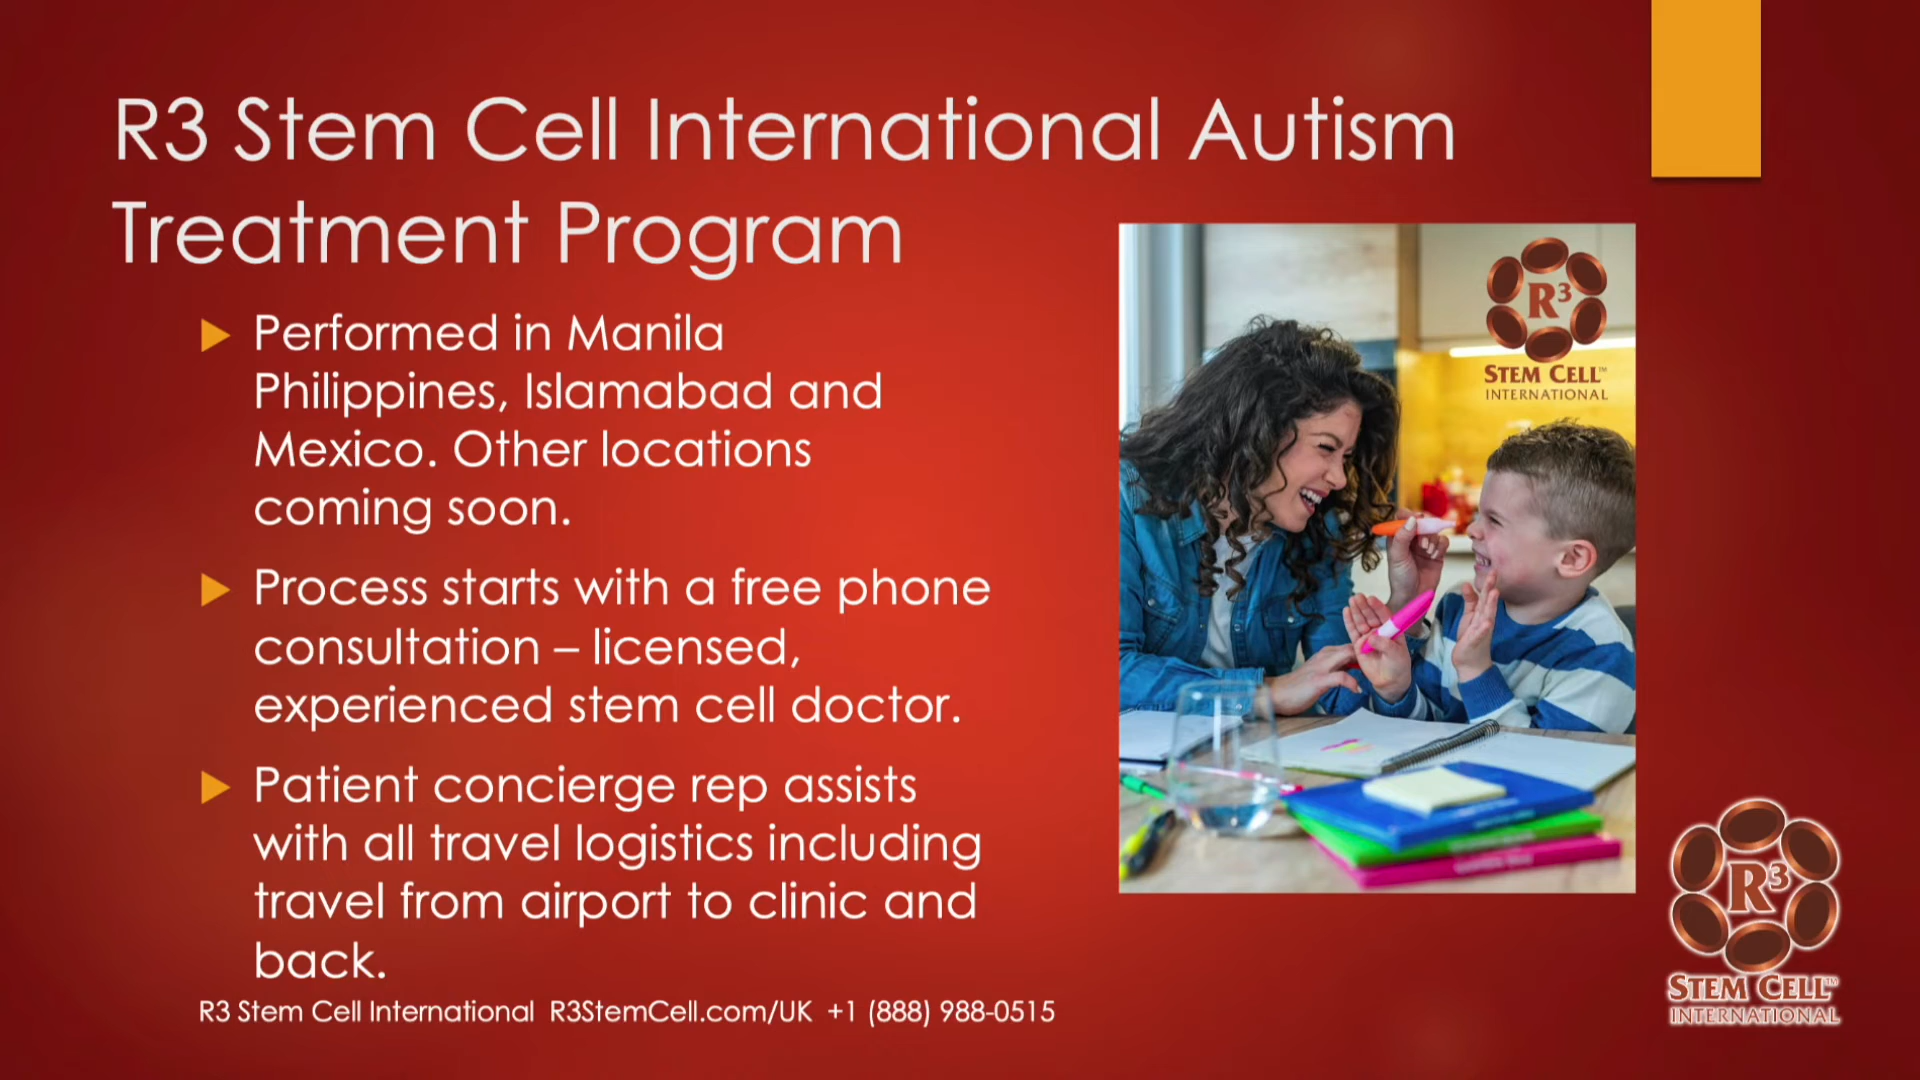 R3 Stem Cell International Autism
Treatment Program
Performed in Manila
Philippines, Islamabad and
Mexico. Other locations
coming soon.
Process starts with a free phone
consultation – licensed,
experienced stem cell doctor.
Patient concierge rep assists
with all travel logistics including
travel from airport to clinic and
back.
R3 Stem Cell International R3StemCell.com/UK +1 (888) 988-0515
R³
STEM CELL™
INTERNATIONAL
R³
STEM CELL™
INTERNATIONAL